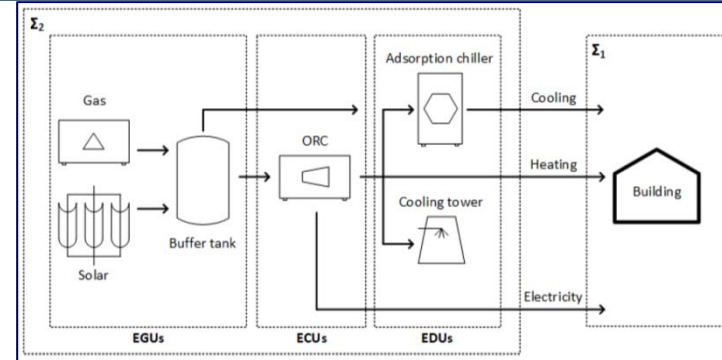 Σ2
Σ1
Adsorption chiller
Gas
Cooling
ORC
Heating
Building
Cooling tower
Buffer tank
Solar
Electricity
EGUs
ECUs
EDUs